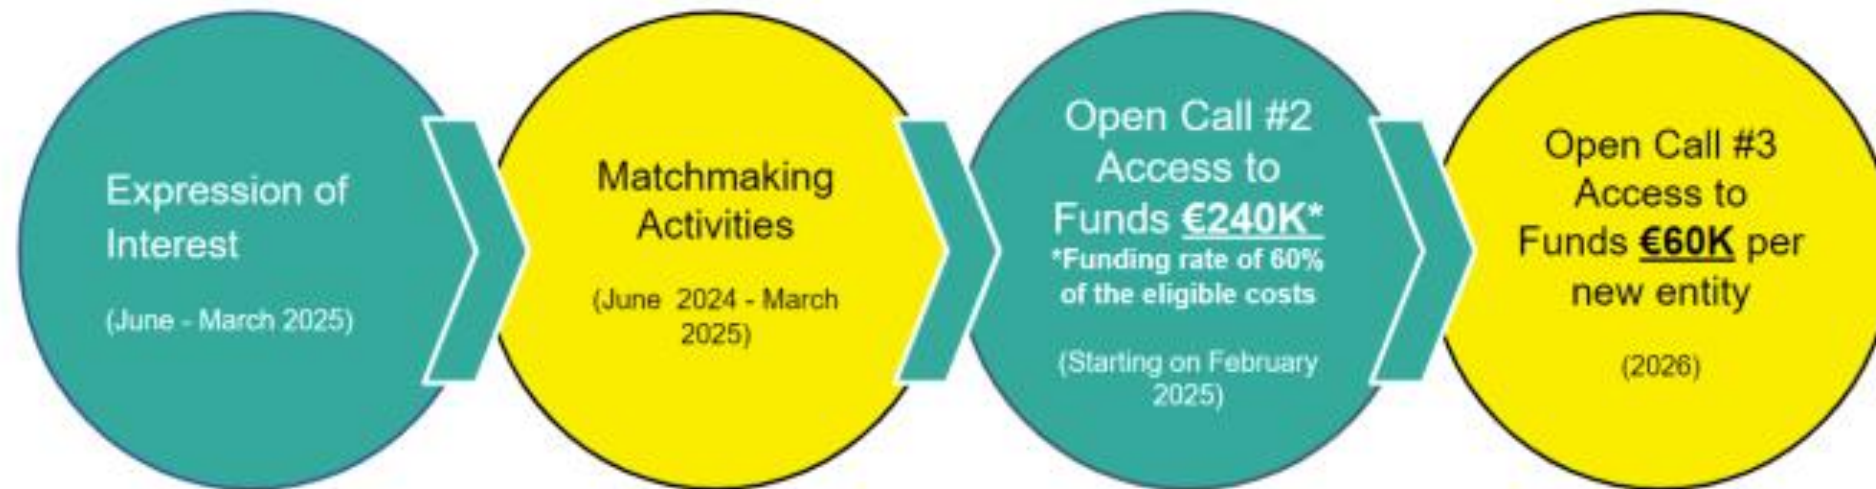 Expression of
Interest
(June - March 2025)
Matchmaking
Activities
(June 2024 - March
2025)
Open Call #2
Access to
Funds €240K*
*Funding rate of 60%
of the eligible costs
(Starting on February
2025)
Open Call #3
Access to
Funds €60K per
new entity
(2026)